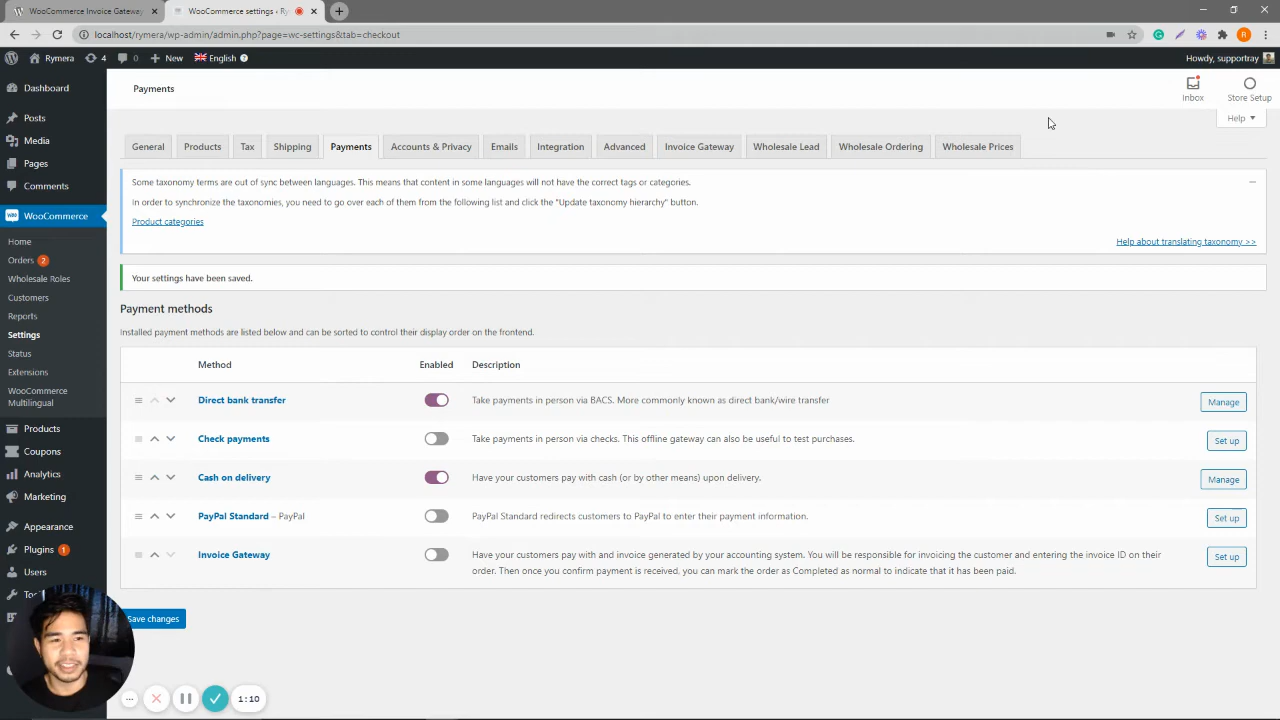 WooCommerce Invoice Gateway
WooCommerce settings ‹ Ry
localhost/rymera/wp-admin/admin.php?page=wc-settings&tab=checkout
Rymera
4
0
New
English
Howdy, supportray
Dashboard
Posts
Media
Pages
Comments
WooCommerce
Home
Orders 2
Wholesale Roles
Customers
Reports
Settings
Status
Extensions
WooCommerce
Multilingual
Products
Coupons
Analytics
Marketing
Appearance
Plugins 1
Users
Payments
Inbox
Store Setup
Help
General
Products
Tax
Shipping
Payments
Accounts & Privacy
Emails
Integration
Advanced
Invoice Gateway
Wholesale Lead
Wholesale Ordering
Wholesale Prices
Some taxonomy terms are out of sync between languages. This means that content in some languages will not have the correct tags or categories.
In order to synchronize the taxonomies, you need to go over each of them from the following list and click the "Update taxonomy hierarchy" button.
Product categories
Help about translating taxonomy >>
Your settings have been saved.
Payment methods
Installed payment methods are listed below and can be sorted to control their display order on the frontend.
Method
Enabled
Description
Direct bank transfer
Take payments in person via BACS. More commonly known as direct bank/wire transfer
Manage
Check payments
Take payments in person via checks. This offline gateway can also be useful to test purchases.
Set up
Cash on delivery
Have your customers pay with cash (or by other means) upon delivery.
Manage
PayPal Standard – PayPal
PayPal Standard redirects customers to PayPal to enter their payment information.
Set up
Invoice Gateway
Have your customers pay with and invoice generated by your accounting system. You will be responsible for invoicing the customer and entering the invoice ID on their
order. Then once you confirm payment is received, you can mark the order as Completed as normal to indicate that it has been paid.
Set up
Save changes
1:10